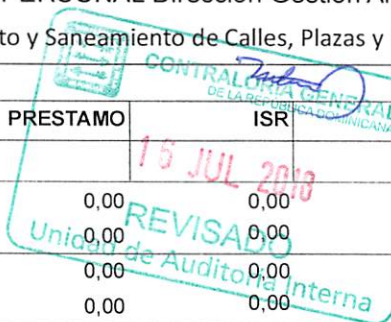 PERSONAL Dirección Gestión A
to y Saneamiento de Calles, Plazas y
CONTRALORÍA GENERAL
DE LA REPÚBLICA DOMINICANA
PRESTAMO ISR
16 JUL 2018
0,00 0,00
REVISADO
0,00 0,00
Unidad de Auditoría Interna
0,00 0,00
0,00 0,00